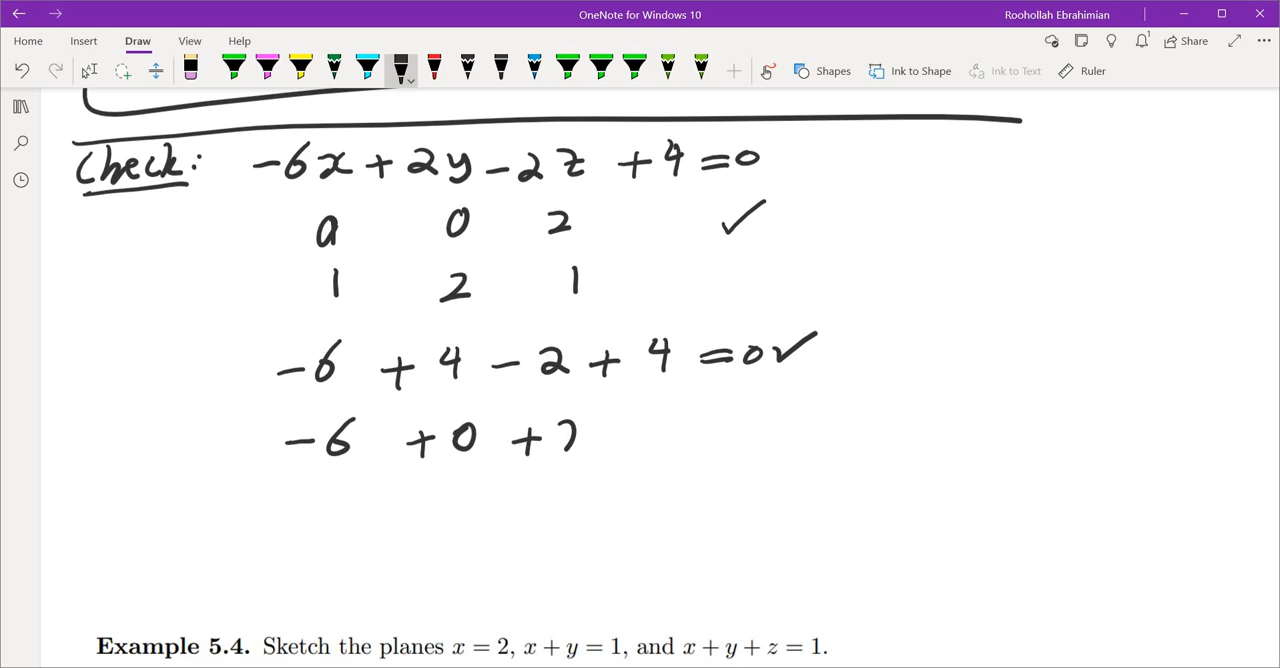 OneNote for Windows 10
Roohollah Ebrahimian
Home Insert Draw View Help
1 Share
Shapes Ink to Shape Ink to Text Ruler
Check: -6x + 2y - 2z + 4 = 0
a 0 2 ✓
1 2 1
-6 + 4 - 2 + 4 = 0 ✓
-6 + 0 +
Example 5.4. Sketch the planes x = 2, x + y = 1, and x + y + z = 1.